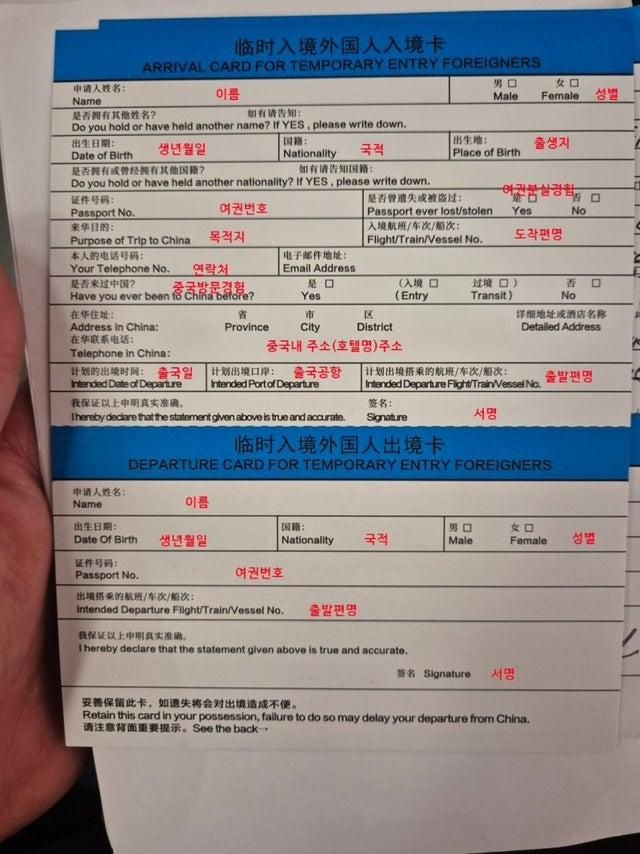 临时入境外国人入境卡
ARRIVAL CARD FOR TEMPORARY ENTRY FOREIGNERS
申请人姓名: 男 □ 女 □
Name 이름 Male Female 성별
是否拥有其他姓名? 如有请告知:
Do you hold or have held another name? If YES , please write down.
出生日期: 国籍: 出生地:
Date of Birth 생년월일 Nationality 국적 Place of Birth 출생지
是否拥有或曾经拥有其他国籍? 如有请告知国籍:
Do you hold or have held another nationality? If YES , please write down.
여권분실경험
证件号码: 是否曾遗失或被盗过: 是 □ 否 □
Passport No. 여권번호 Passport ever lost/stolen Yes No
来华目的: 入境航班/车次/船次:
Purpose of Trip to China 목적지 Flight/Train/Vessel No. 도착편명
本人的电话号码: 电子邮件地址:
Your Telephone No. 연락처 Email Address
是否来过中国? 중국방문경험 是 □ (入境 □ 过境 □ ) 否 □
Have you ever been to China before? Yes (Entry Transit) No
在华住址: 省 市 区 详细地址或酒店名称
Address in China: Province City District Detailed Address
在华联系电话:
Telephone in China: 중국내 주소(호텔명)주소
计划的出境时间: 计划出境口岸: 计划出境搭乘的航班/车次/船次:
출국일 출국공항 출발편명
Intended Date of Departure Intended Port of Departure Intended Departure Flight/Train/Vessel No.
我保证以上申明真实准确。 签名:
I hereby declare that the statement given above is true and accurate. Signature 서명
临时入境外国人出境卡
DEPARTURE CARD FOR TEMPORARY ENTRY FOREIGNERS
申请人姓名:
Name 이름
出生日期: 国籍: 男 □ 女 □
Date Of Birth 생년월일 Nationality 국적 Male Female 성별
证件号码:
Passport No. 여권번호
出境搭乘的航班/车次/船次:
Intended Departure Flight/Train/Vessel No. 출발편명
我保证以上申明真实准确。
I hereby declare that the statement given above is true and accurate.
签名 Signature 서명
妥善保留此卡, 如遗失将会对出境造成不便。
Retain this card in your possession, failure to do so may delay your departure from China.
请注意背面重要提示。See the back→